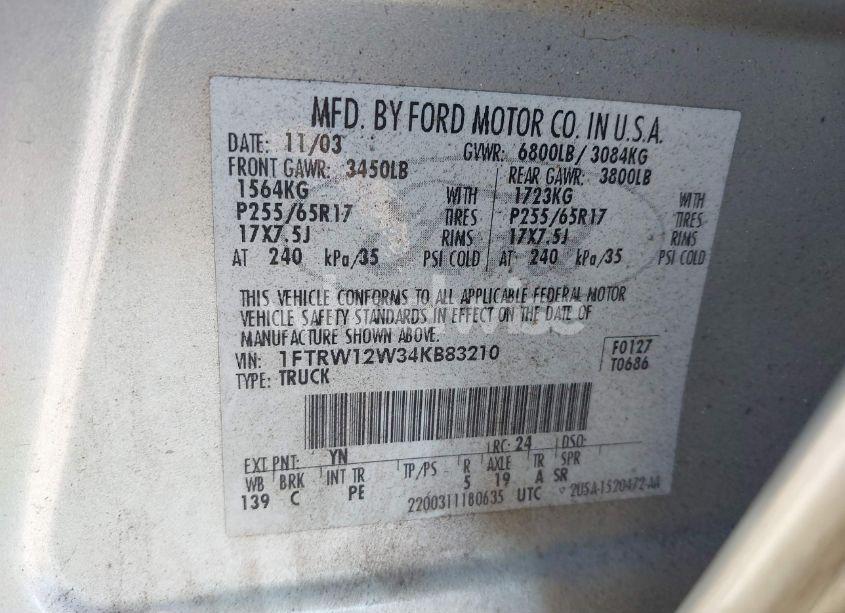 MFD. BY FORD MOTOR CO. IN U.S.A.
DATE: 11/03 GVWR: 6800LB/ 3084KG
FRONT GAWR: 3450LB REAR GAWR: 3800LB
1564KG WITH 1723KG WITH
P255/65R17 TIRES P255/65R17 TIRES
17X7.5J RIMS 17X7.5J RIMS
AT 240 kPa/35 PSI COLD AT 240 kPa/35 PSI COLD
THIS VEHICLE CONFORMS TO ALL APPLICABLE FEDERAL MOTOR
VEHICLE SAFETY STANDARDS IN EFFECT ON THE DATE OF
MANUFACTURE SHOWN ABOVE.
VIN: 1FTRW12W34KB83210 F0127
TYPE: TRUCK T0686
EXT PNT: YN RC: 24 DSO:
WB BRK INT TR TP/PS R AXLE TR SPR
139 C PE 5 19 A SR
2200311180635 UTC 2U5A-1520472-AA